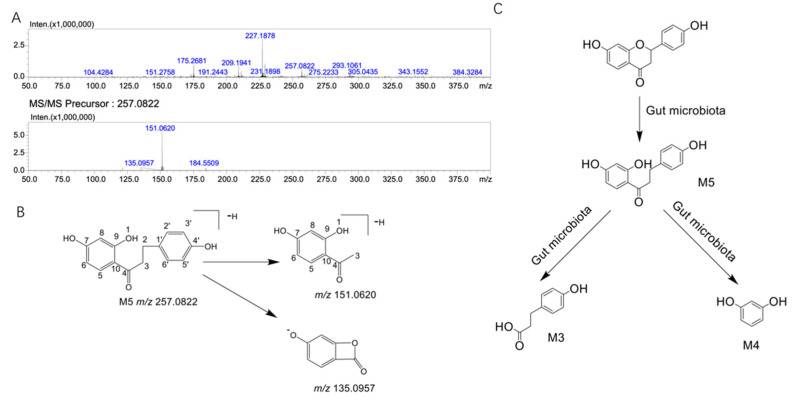 A
Inten.(x1,000,000)
227.1878
2.5
175.2681
209.1941
293.1061
257.0822
104.4284
151.2758
191.2443
231.1898
275.2233
305.0435
343.1552
384.3284
0.0
50.0 75.0 100.0 125.0 150.0 175.0 200.0 225.0 250.0 275.0 300.0 325.0 350.0 375.0 m/z
MS/MS Precursor : 257.0822
Inten.(x1,000,000)
151.0620
5.0
2.5
135.0957
184.5509
0.0
50.0 75.0 100.0 125.0 150.0 175.0 200.0 225.0 250.0 275.0 300.0 325.0 350.0 375.0 m/z
B
HO 7 8 9 1 OH 2 1' 2' 3' 4' OH
6 5 10 4 3 6' 5'
O
-H
M5 m/z 257.0822
HO 7 8 9 1 OH
6 5 10 4 3
O
-H
m/z 151.0620
-O
O
O
m/z 135.0957
C
HO
O
OH
O
Gut microbiota
HO
OH
OH
O
M5
Gut microbiota
Gut microbiota
OH
HO
O
M3
HO
OH
M4